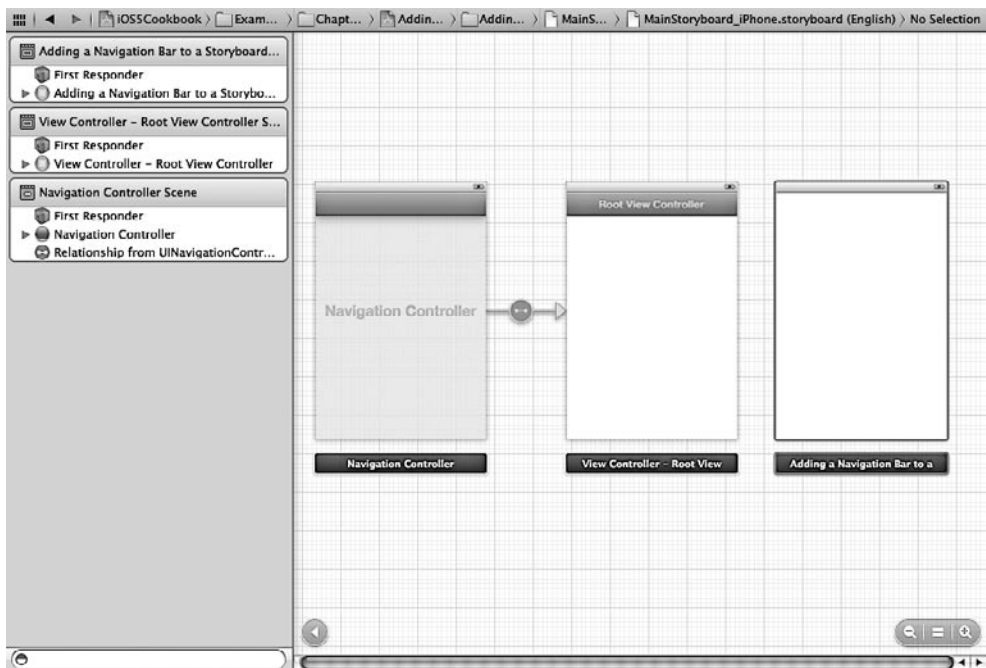 iOS5Cookbook › Exam... › Chapt... › Addin... › Addin... › MainS... › MainStoryboard_iPhone.storyboard (English) › No Selection
Adding a Navigation Bar to a Storyboard...
First Responder
Adding a Navigation Bar to a Storybo...
View Controller – Root View Controller S...
First Responder
View Controller – Root View Controller
Navigation Controller Scene
First Responder
Navigation Controller
Relationship from UINavigationContr...
Root View Controller
Navigation Controller
Navigation Controller
View Controller – Root View
Adding a Navigation Bar to a